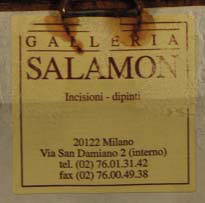 GALLERIA
SALAMON
Incisioni - dipinti
20122 Milano
Via San Damiano 2 (interno)
tel. (02) 76.01.31.42
fax (02) 76.00.49.38